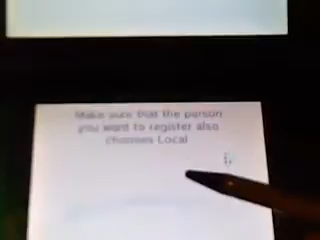 Make sure that the person
you want to register also
chooses Local